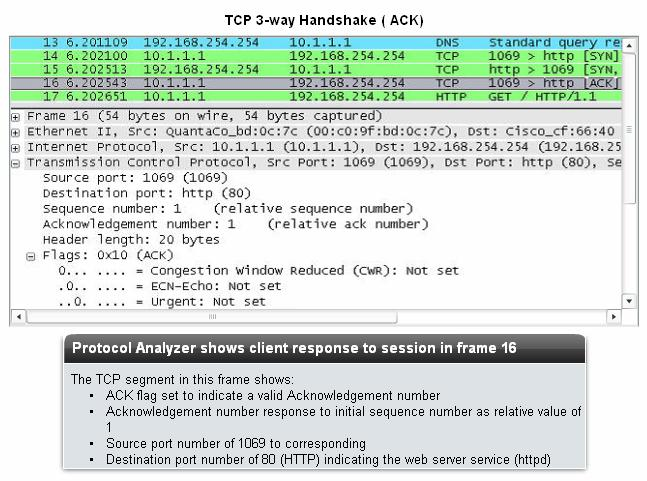 TCP 3-way Handshake ( ACK)
13 6.201109 192.168.254.254 10.1.1.1 DNS Standard query re
14 6.202100 10.1.1.1 192.168.254.254 TCP 1069 > http [SYN]
15 6.202513 192.168.254.254 10.1.1.1 TCP http > 1069 [SYN,
16 6.202543 10.1.1.1 192.168.254.254 TCP 1069 > http [ACK]
17 6.202651 10.1.1.1 192.168.254.254 HTTP GET / HTTP/1.1
Frame 16 (54 bytes on wire, 54 bytes captured)
Ethernet II, Src: QuantaCo_bd:0c:7c (00:c0:9f:bd:0c:7c), Dst: Cisco_cf:66:40
Internet Protocol, Src: 10.1.1.1 (10.1.1.1), Dst: 192.168.254.254 (192.168.25
Transmission Control Protocol, Src Port: 1069 (1069), Dst Port: http (80), Se
Source port: 1069 (1069)
Destination port: http (80)
Sequence number: 1 (relative sequence number)
Acknowledgement number: 1 (relative ack number)
Header length: 20 bytes
Flags: 0x10 (ACK)
0... .... = Congestion Window Reduced (CWR): Not set
.0.. .... = ECN-Echo: Not set
..0. .... = Urgent: Not set
Protocol Analyzer shows client response to session in frame 16
The TCP segment in this frame shows:
• ACK flag set to indicate a valid Acknowledgement number
• Acknowledgement number response to initial sequence number as relative value of
1
• Source port number of 1069 to corresponding
• Destination port number of 80 (HTTP) indicating the web server service (httpd)